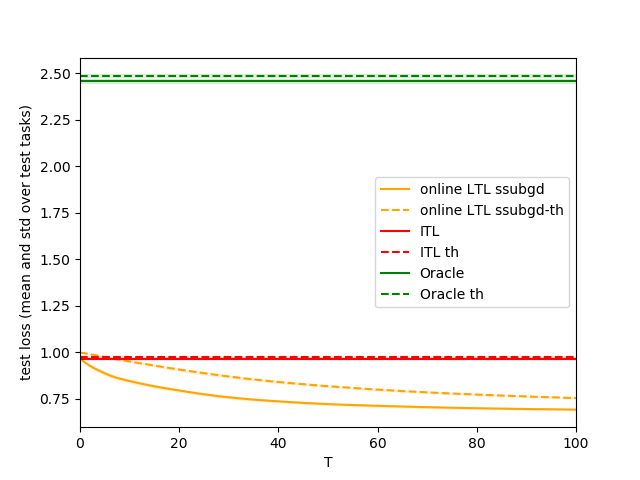 2.50
2.25
2.00
1.75
1.50
1.25
1.00
0.75
test loss (mean and std over test tasks)
online LTL ssubgd
online LTL ssubgd-th
ITL
ITL th
Oracle
Oracle th
0 20 40 60 80 100
T